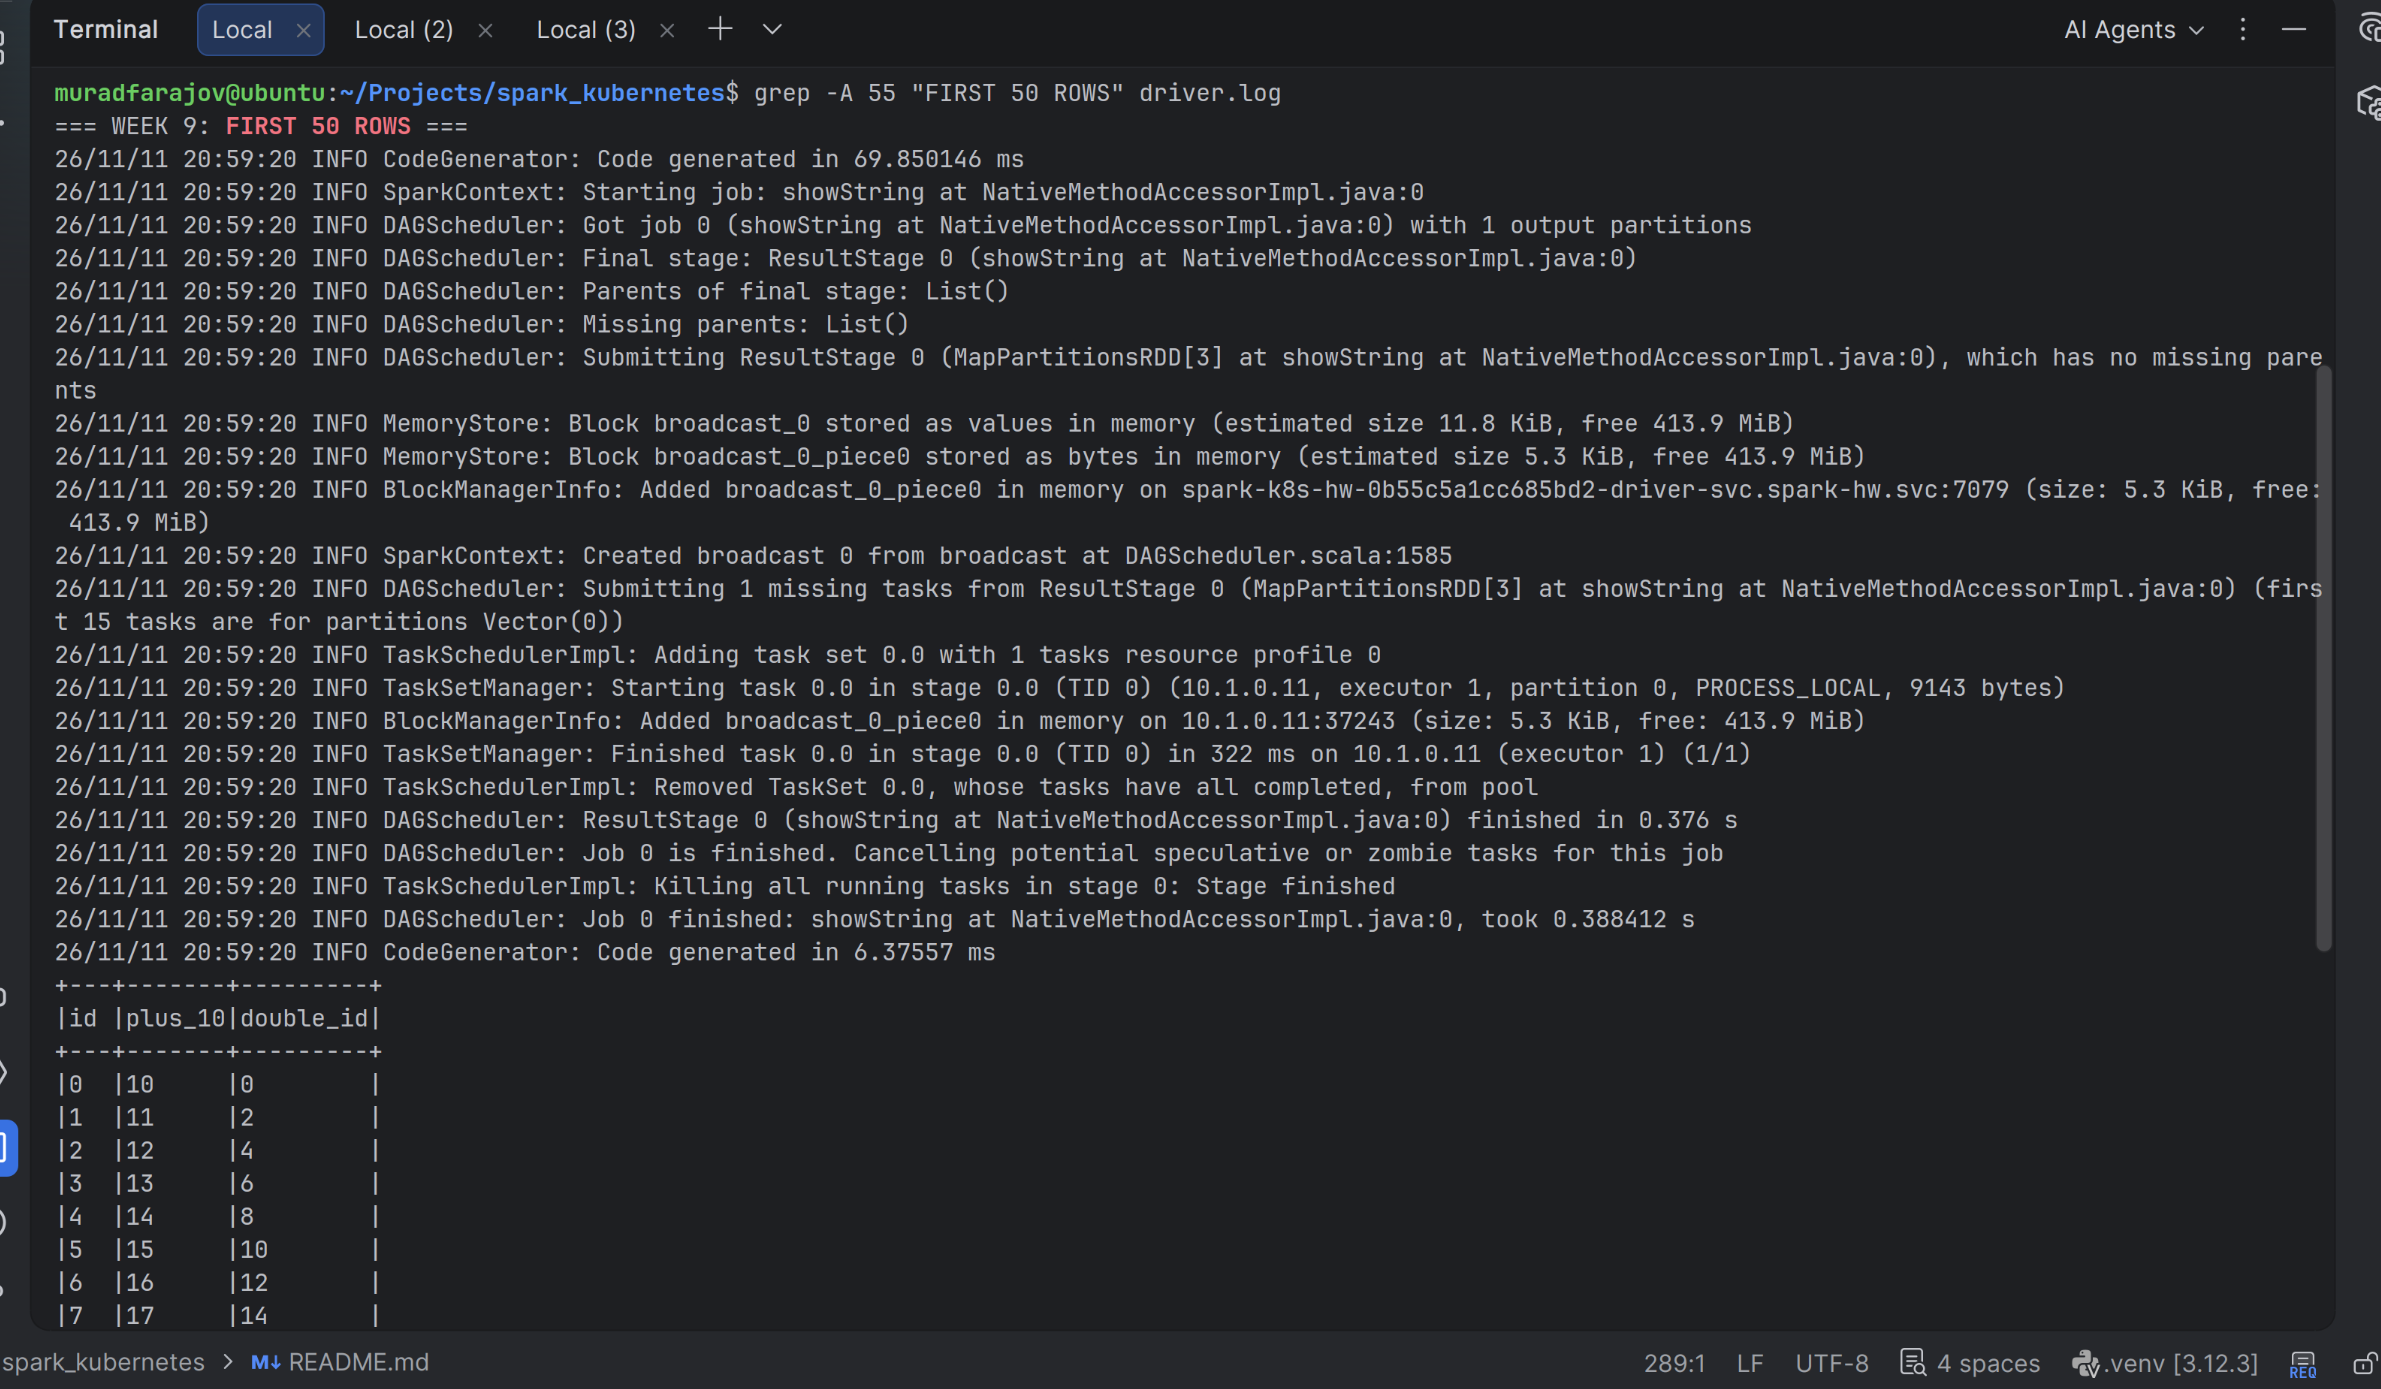 Terminal Local Local (2) Local (3) AI Agents
muradfarajov@ubuntu:~/Projects/spark_kubernetes$ grep -A 55 "FIRST 50 ROWS" driver.log
=== WEEK 9: FIRST 50 ROWS ===
26/11/11 20:59:20 INFO CodeGenerator: Code generated in 69.850146 ms
26/11/11 20:59:20 INFO SparkContext: Starting job: showString at NativeMethodAccessorImpl.java:0
26/11/11 20:59:20 INFO DAGScheduler: Got job 0 (showString at NativeMethodAccessorImpl.java:0) with 1 output partitions
26/11/11 20:59:20 INFO DAGScheduler: Final stage: ResultStage 0 (showString at NativeMethodAccessorImpl.java:0)
26/11/11 20:59:20 INFO DAGScheduler: Parents of final stage: List()
26/11/11 20:59:20 INFO DAGScheduler: Missing parents: List()
26/11/11 20:59:20 INFO DAGScheduler: Submitting ResultStage 0 (MapPartitionsRDD[3] at showString at NativeMethodAccessorImpl.java:0), which has no missing pare
nts
26/11/11 20:59:20 INFO MemoryStore: Block broadcast_0 stored as values in memory (estimated size 11.8 KiB, free 413.9 MiB)
26/11/11 20:59:20 INFO MemoryStore: Block broadcast_0_piece0 stored as bytes in memory (estimated size 5.3 KiB, free 413.9 MiB)
26/11/11 20:59:20 INFO BlockManagerInfo: Added broadcast_0_piece0 in memory on spark-k8s-hw-0b55c5a1cc685bd2-driver-svc.spark-hw.svc:7079 (size: 5.3 KiB, free:
 413.9 MiB)
26/11/11 20:59:20 INFO SparkContext: Created broadcast 0 from broadcast at DAGScheduler.scala:1585
26/11/11 20:59:20 INFO DAGScheduler: Submitting 1 missing tasks from ResultStage 0 (MapPartitionsRDD[3] at showString at NativeMethodAccessorImpl.java:0) (firs
t 15 tasks are for partitions Vector(0))
26/11/11 20:59:20 INFO TaskSchedulerImpl: Adding task set 0.0 with 1 tasks resource profile 0
26/11/11 20:59:20 INFO TaskSetManager: Starting task 0.0 in stage 0.0 (TID 0) (10.1.0.11, executor 1, partition 0, PROCESS_LOCAL, 9143 bytes)
26/11/11 20:59:20 INFO BlockManagerInfo: Added broadcast_0_piece0 in memory on 10.1.0.11:37243 (size: 5.3 KiB, free: 413.9 MiB)
26/11/11 20:59:20 INFO TaskSetManager: Finished task 0.0 in stage 0.0 (TID 0) in 322 ms on 10.1.0.11 (executor 1) (1/1)
26/11/11 20:59:20 INFO TaskSchedulerImpl: Removed TaskSet 0.0, whose tasks have all completed, from pool
26/11/11 20:59:20 INFO DAGScheduler: ResultStage 0 (showString at NativeMethodAccessorImpl.java:0) finished in 0.376 s
26/11/11 20:59:20 INFO DAGScheduler: Job 0 is finished. Cancelling potential speculative or zombie tasks for this job
26/11/11 20:59:20 INFO TaskSchedulerImpl: Killing all running tasks in stage 0: Stage finished
26/11/11 20:59:20 INFO DAGScheduler: Job 0 finished: showString at NativeMethodAccessorImpl.java:0, took 0.388412 s
26/11/11 20:59:20 INFO CodeGenerator: Code generated in 6.37557 ms
+---+-------+---------+
|id |plus_10|double_id|
+---+-------+---------+
|0  |10     |0        |
|1  |11     |2        |
|2  |12     |4        |
|3  |13     |6        |
|4  |14     |8        |
|5  |15     |10       |
|6  |16     |12       |
|7  |17     |14       |
spark_kubernetes > M↓ README.md 289:1 LF UTF-8 4 spaces .venv [3.12.3] REQ